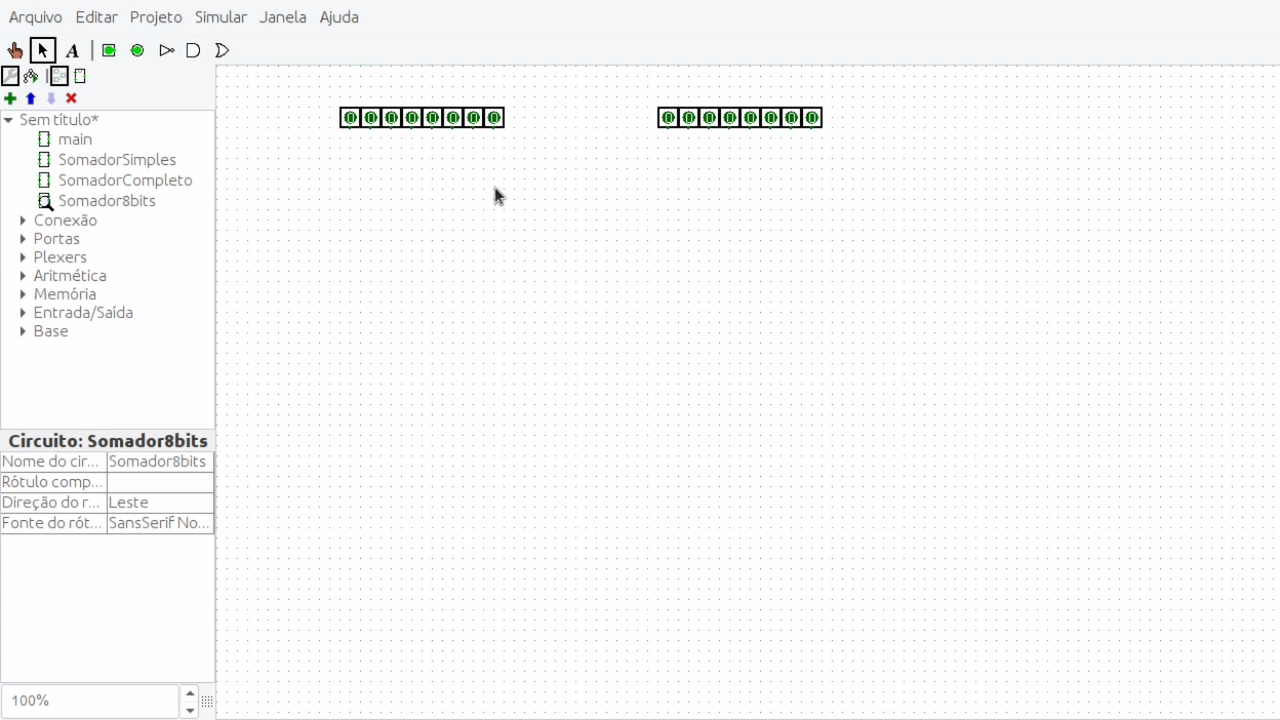 Arquivo Editar Projeto Simular Janela Ajuda
A
Sem título*
main
SomadorSimples
SomadorCompleto
Somador8bits
Conexão
Portas
Plexers
Aritmética
Memória
Entrada/Saída
Base
Circuito: Somador8bits
Nome do cir... Somador8bits
Rótulo comp...
Direção do r... Leste
Fonte do rót... SansSerif No...
100%